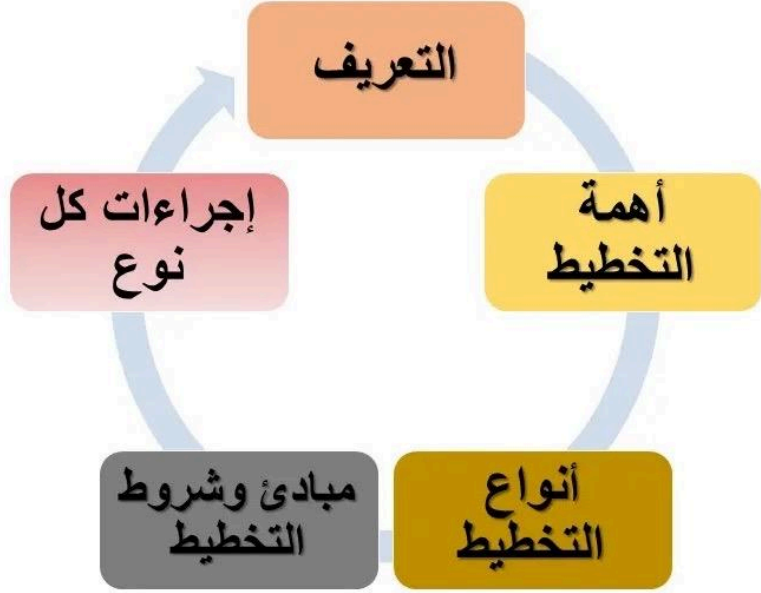 التعريف
أهمة
التخطيط
أنواع
التخطيط
مبادئ وشروط
التخطيط
إجراءات كل
نوع